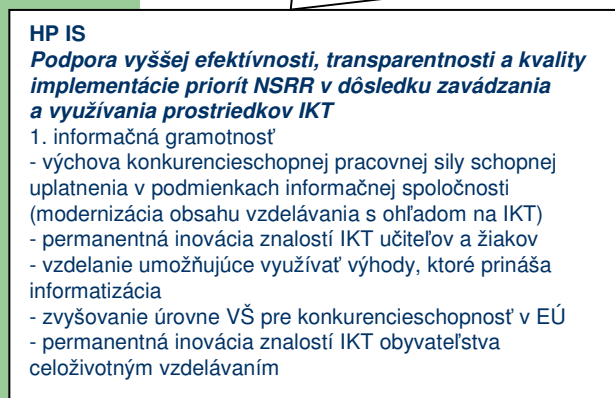 HP IS
Podpora vyššej efektívnosti, transparentnosti a kvality
implementácie priorít NSRR v dôsledku zavádzania
a využívania prostriedkov IKT
1. informačná gramotnosť
- výchova konkurencieschopnej pracovnej sily schopnej
uplatnenia v podmienkach informačnej spoločnosti
(modernizácia obsahu vzdelávania s ohľadom na IKT)
- permanentná inovácia znalostí IKT učiteľov a žiakov
- vzdelanie umožňujúce využívať výhody, ktoré prináša
informatizácia
- zvyšovanie úrovne VŠ pre konkurencieschopnosť v EÚ
- permanentná inovácia znalostí IKT obyvateľstva
celoživotným vzdelávaním